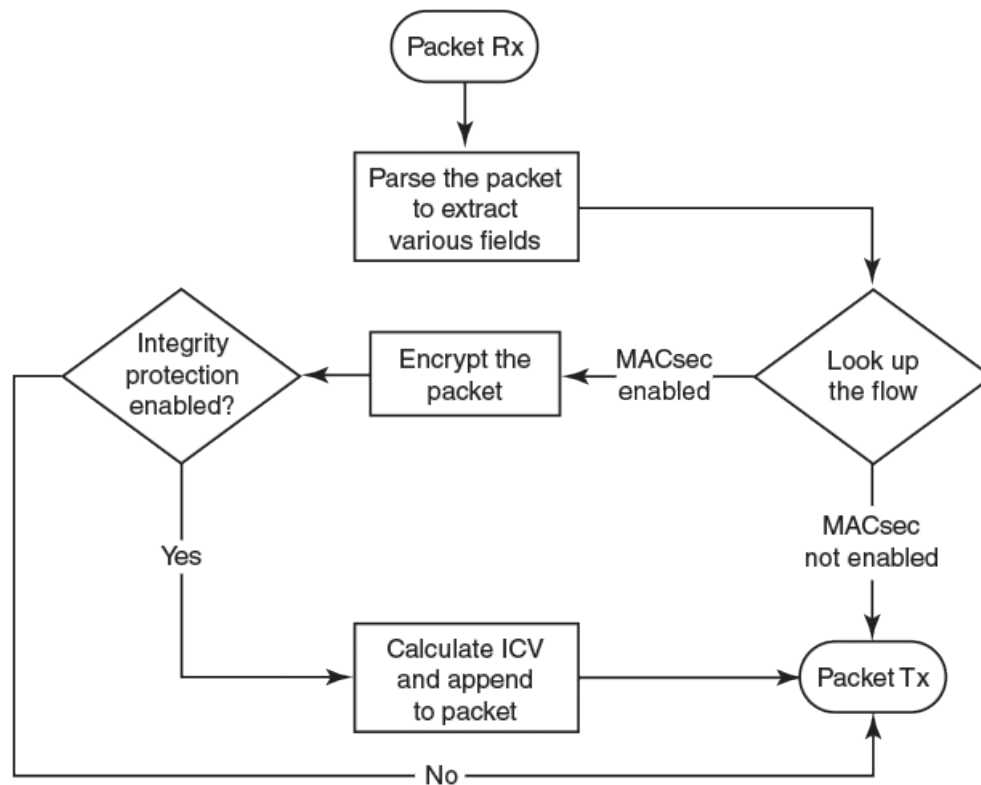 Packet Rx
Parse the packet
to extract
various fields
Look up
the flow
MACsec
enabled
Encrypt the
packet
Integrity
protection
enabled?
MACsec
not enabled
Yes
Calculate ICV
and append
to packet
Packet Tx
No